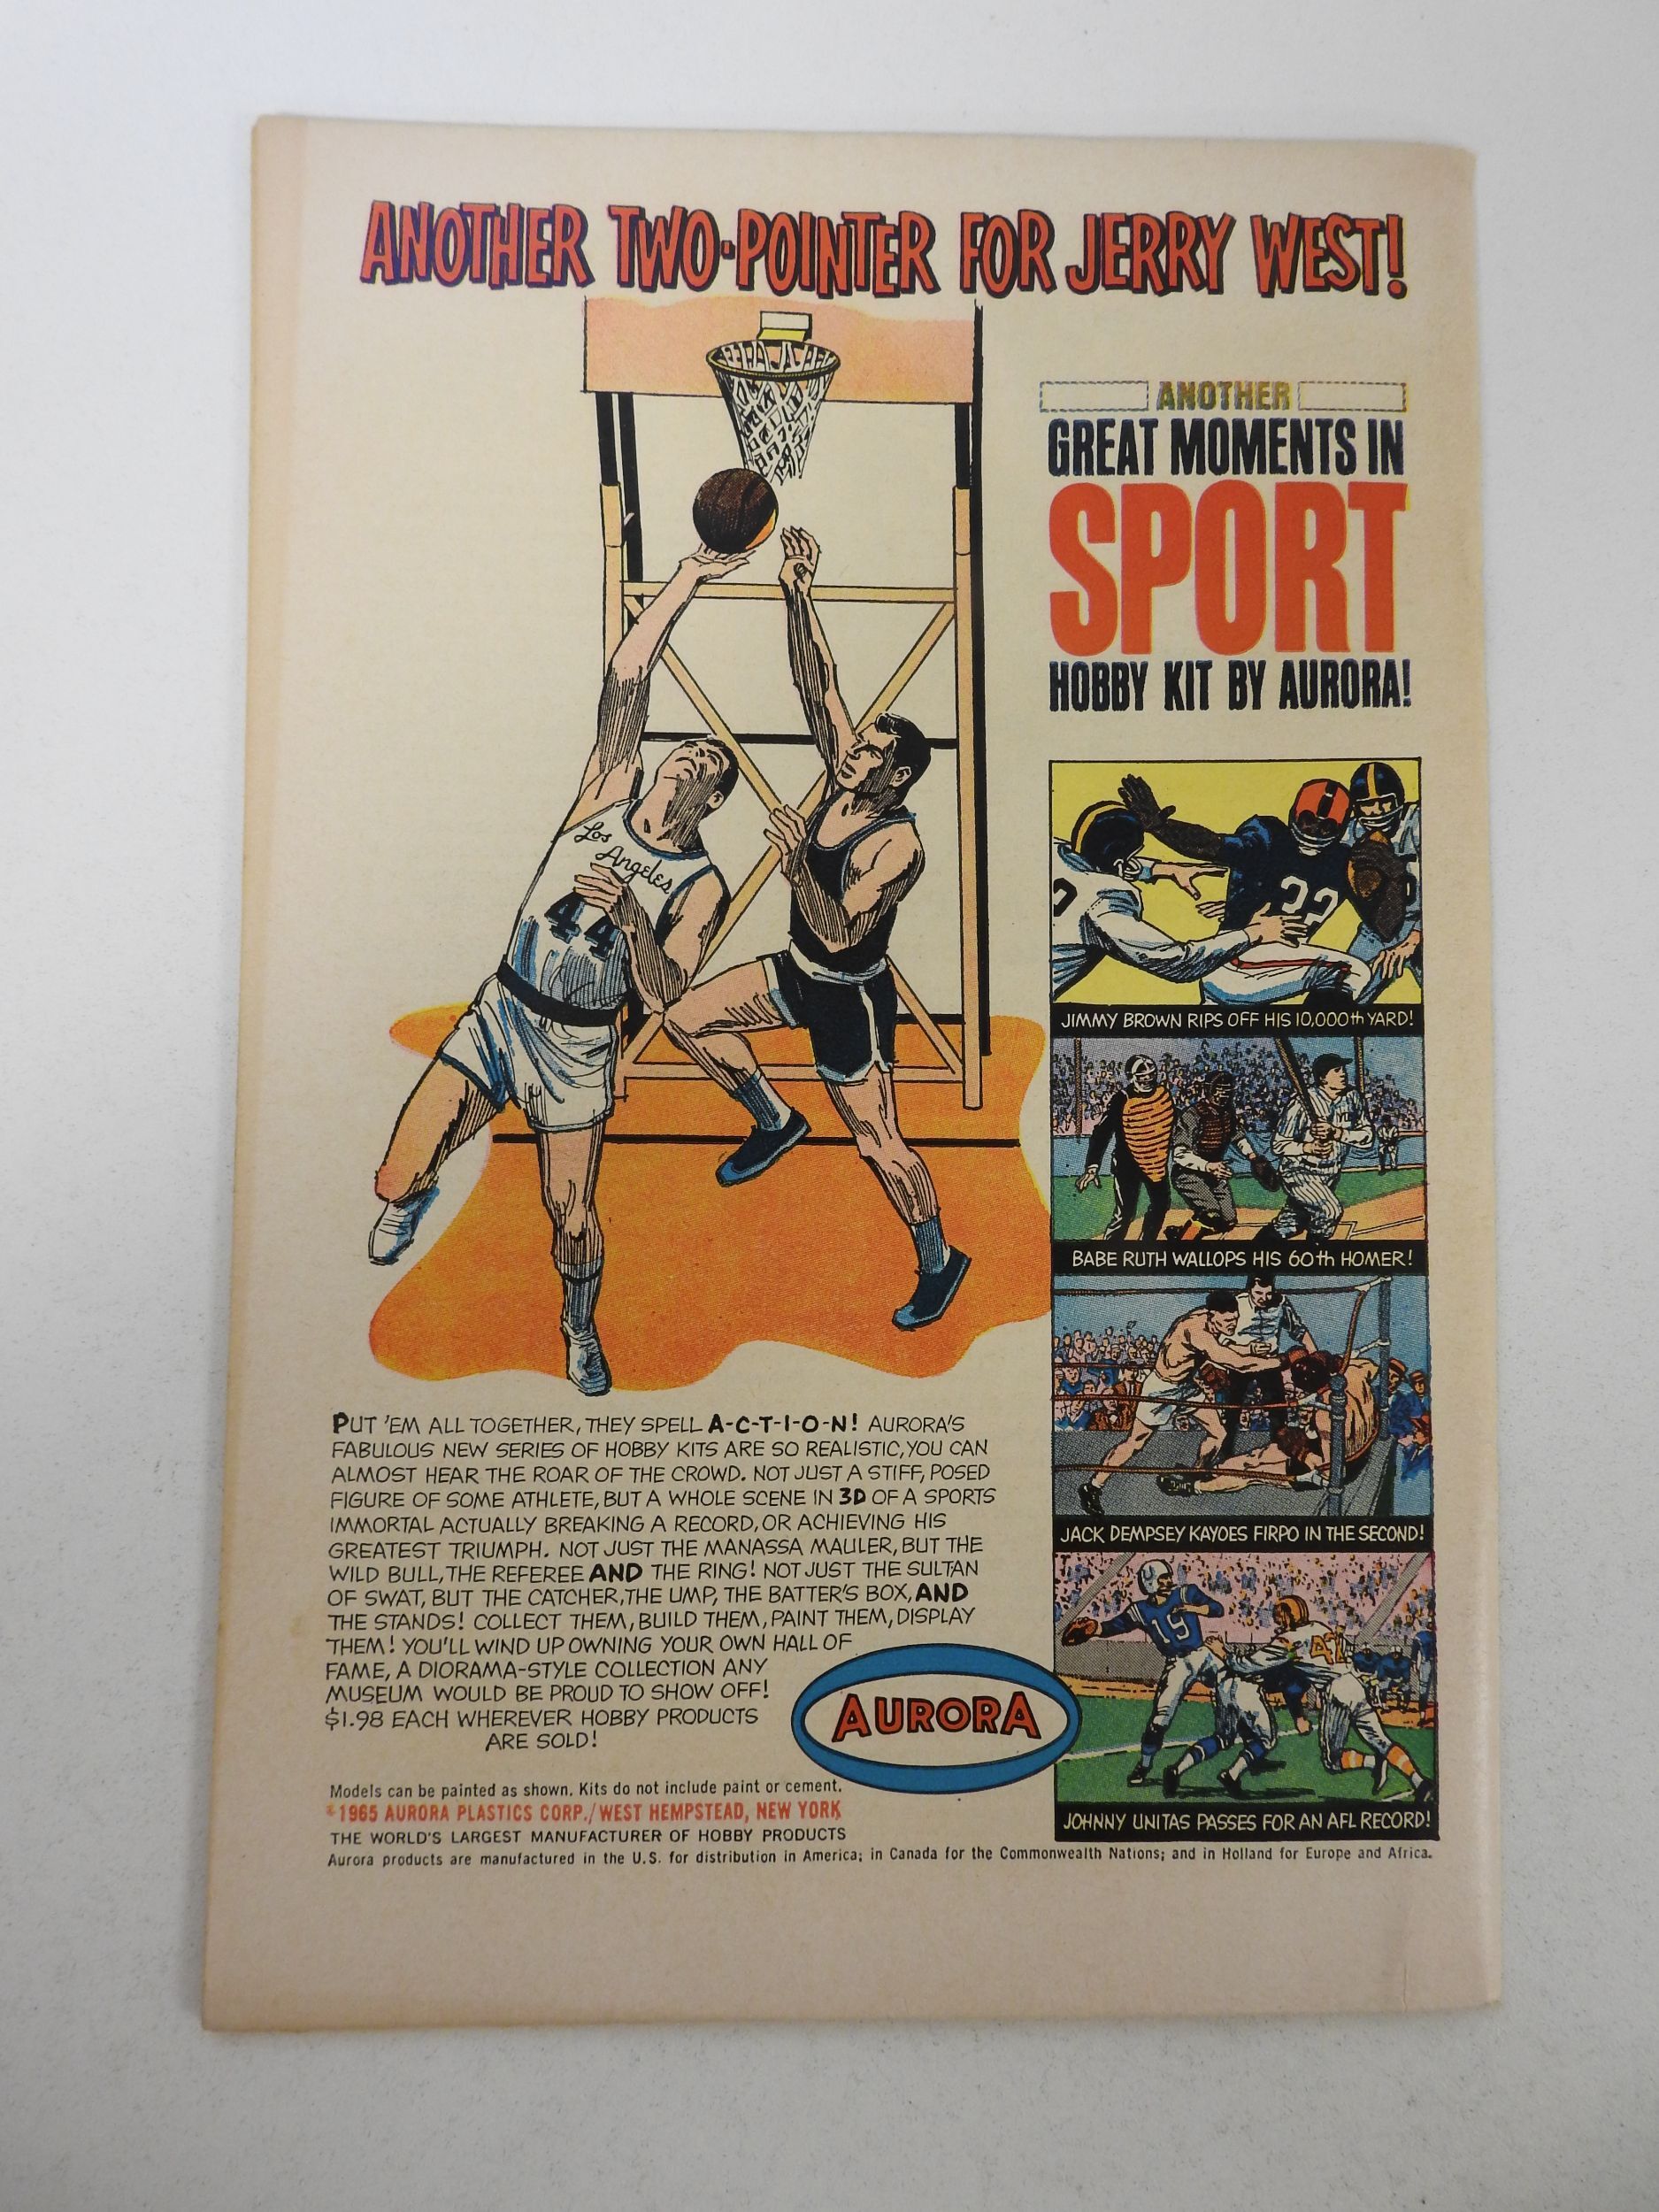 ANOTHER TWO-POINTER FOR JERRY WEST!
ANOTHER
GREAT MOMENTS IN
SPORT
HOBBY KIT BY AURORA!
Los
Angeles
44
32
JIMMY BROWN RIPS OFF HIS 10,000th YARD!
BABE RUTH WALLOPS HIS 60th HOMER!
JACK DEMPSEY KAYOES FIRPO IN THE SECOND!
19
JOHNNY UNITAS PASSES FOR AN AFL RECORD!
PUT 'EM ALL TOGETHER, THEY SPELL A-C-T-I-O-N! AURORA'S
FABULOUS NEW SERIES OF HOBBY KITS ARE SO REALISTIC, YOU CAN
ALMOST HEAR THE ROAR OF THE CROWD. NOT JUST A STIFF, POSED
FIGURE OF SOME ATHLETE, BUT A WHOLE SCENE IN 3D OF A SPORTS
IMMORTAL ACTUALLY BREAKING A RECORD, OR ACHIEVING HIS
GREATEST TRIUMPH. NOT JUST THE MANASSA MAULER, BUT THE
WILD BULL, THE REFEREE AND THE RING! NOT JUST THE SULTAN
OF SWAT, BUT THE CATCHER, THE UMP, THE BATTER'S BOX, AND
THE STANDS! COLLECT THEM, BUILD THEM, PAINT THEM, DISPLAY
THEM! YOU'LL WIND UP OWNING YOUR OWN HALL OF
FAME, A DIORAMA-STYLE COLLECTION ANY
MUSEUM WOULD BE PROUD TO SHOW OFF!
$1.98 EACH WHEREVER HOBBY PRODUCTS
ARE SOLD!
AURORA
Models can be painted as shown. Kits do not include paint or cement.
©1965 AURORA PLASTICS CORP./WEST HEMPSTEAD, NEW YORK
THE WORLD'S LARGEST MANUFACTURER OF HOBBY PRODUCTS
Aurora products are manufactured in the U.S. for distribution in America; in Canada for the Commonwealth Nations; and in Holland for Europe and Africa.